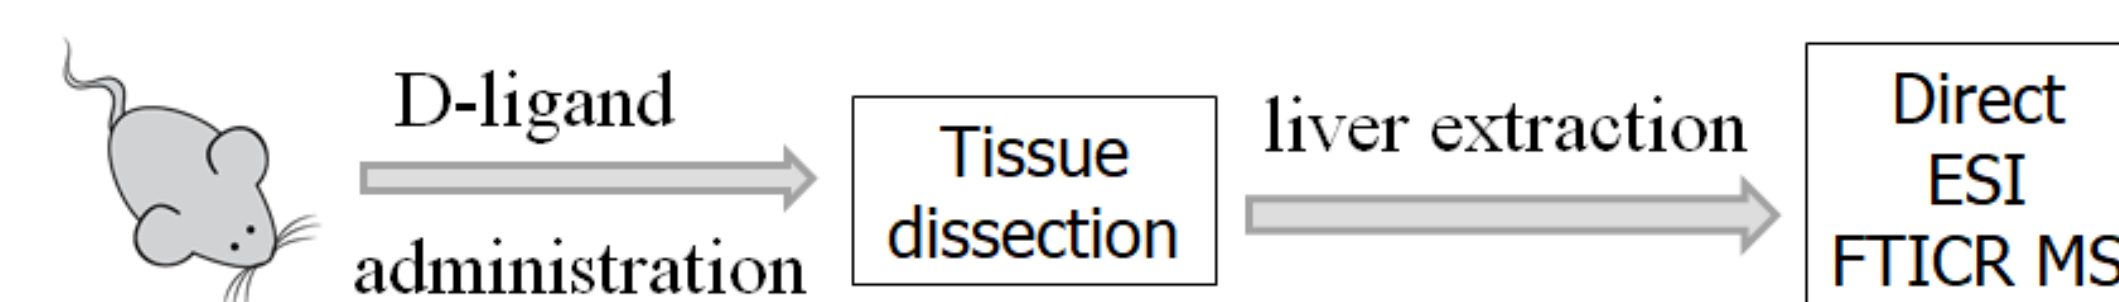 D-ligand
administration
Tissue
dissection
liver extraction
Direct
ESI
FTICR MS